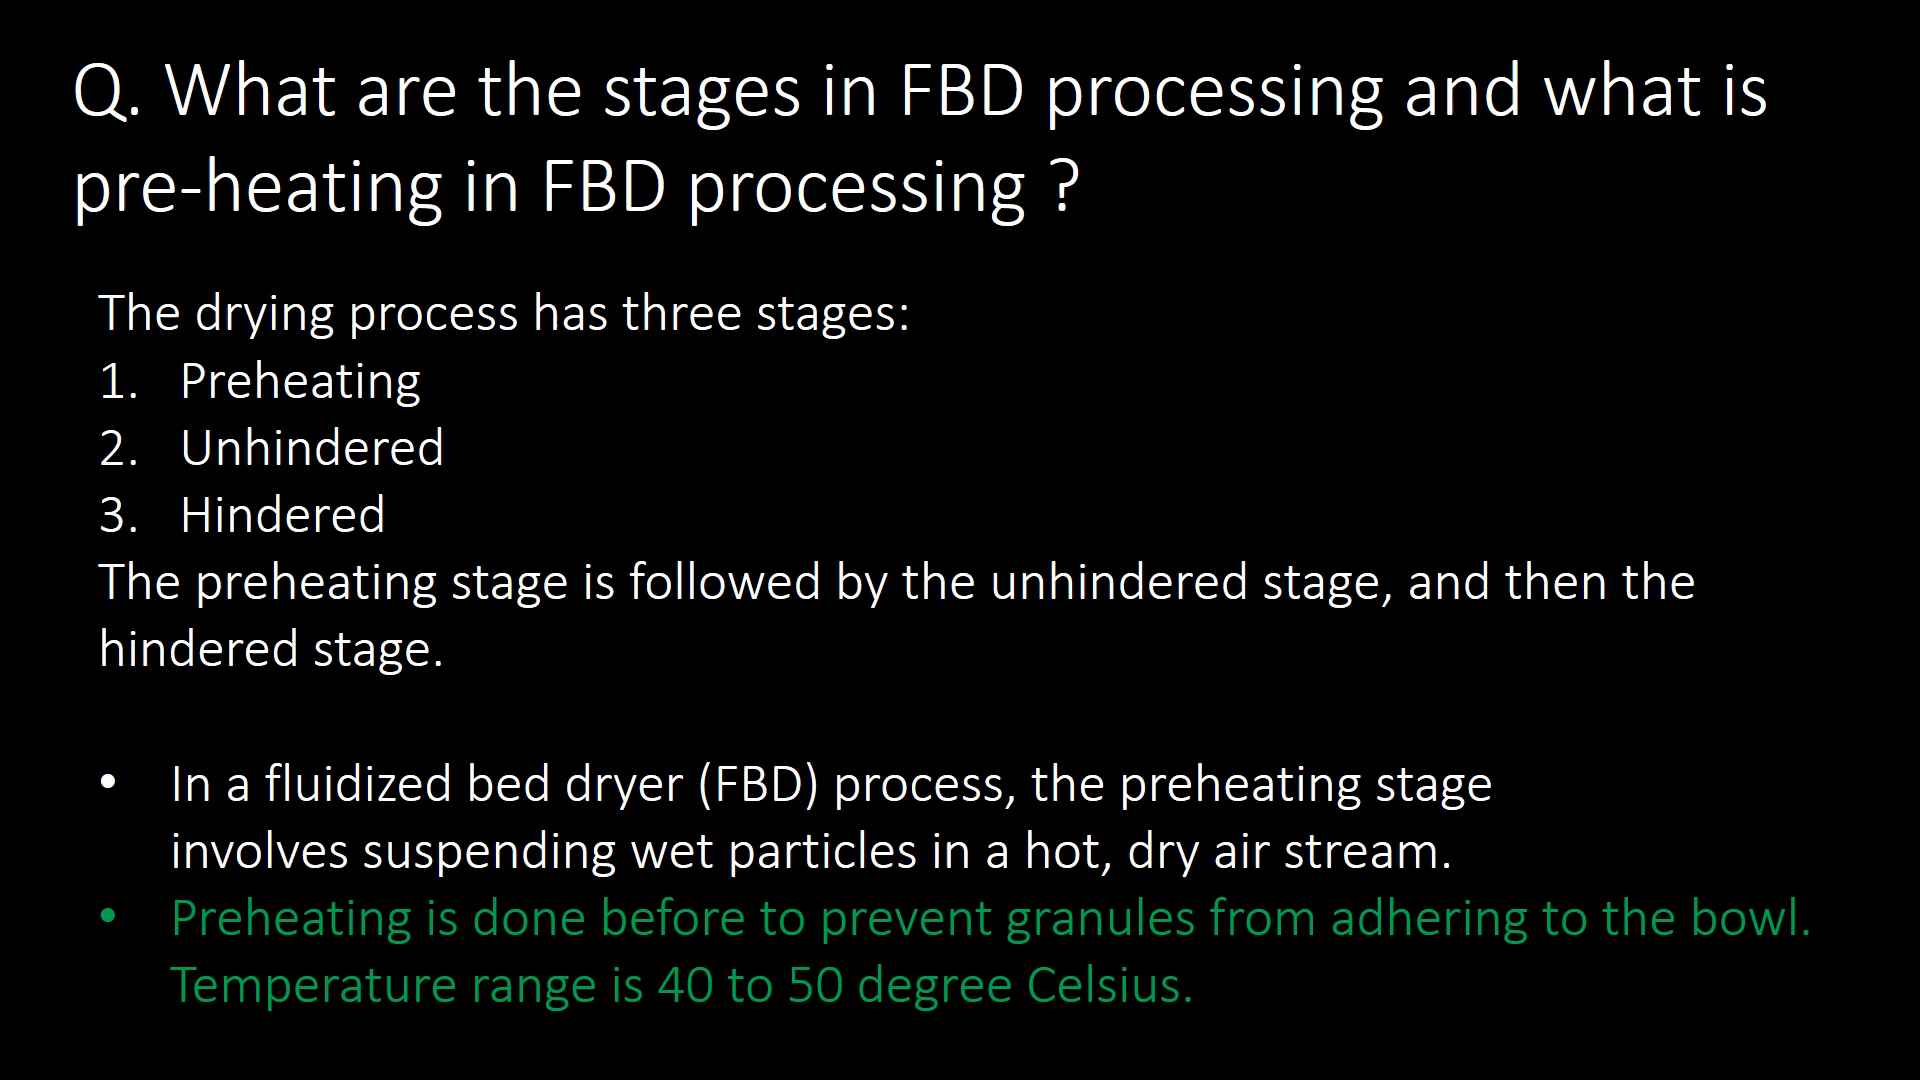 Q. What are the stages in FBD processing and what is
pre-heating in FBD processing ?
The drying process has three stages:
1. Preheating
2. Unhindered
3. Hindered
The preheating stage is followed by the unhindered stage, and then the
hindered stage.
• In a fluidized bed dryer (FBD) process, the preheating stage
involves suspending wet particles in a hot, dry air stream.
• Preheating is done before to prevent granules from adhering to the bowl.
Temperature range is 40 to 50 degree Celsius.